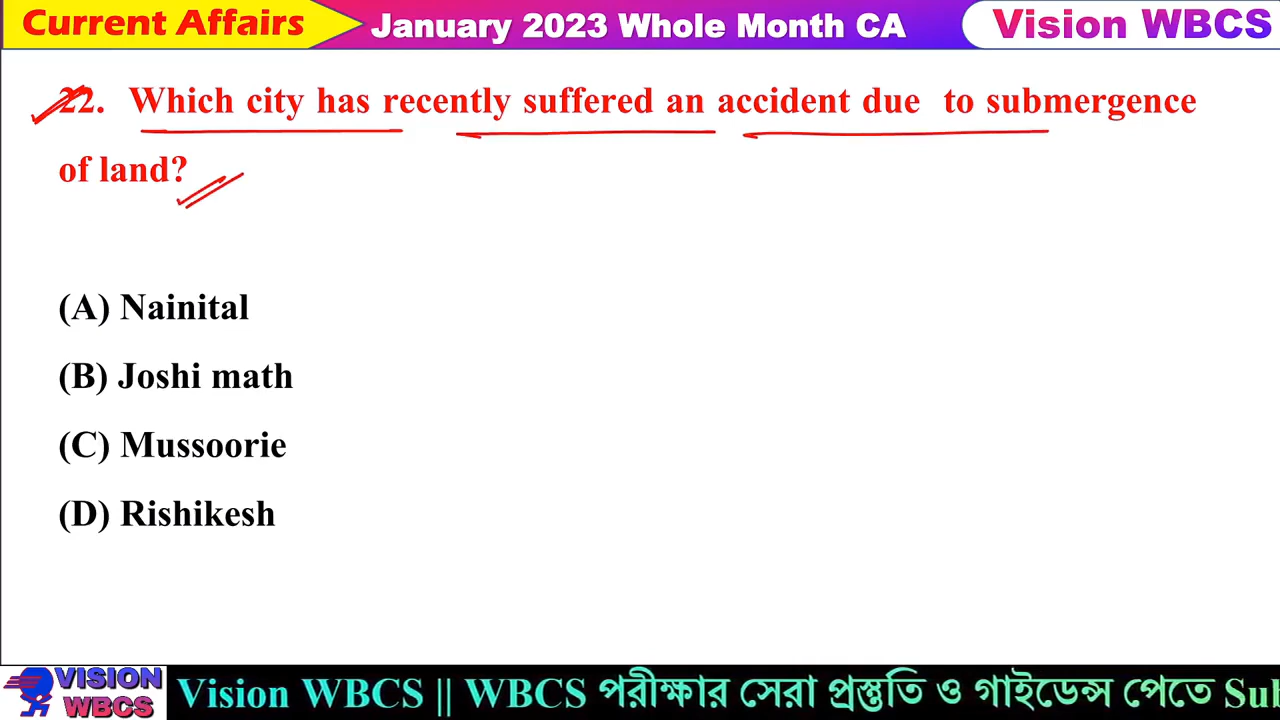 Current Affairs
January 2023 Whole Month CA
Vision WBCS
22. Which city has recently suffered an accident due to submergence
of land?
(A) Nainital
(B) Joshi math
(C) Mussoorie
(D) Rishikesh
VISION
WBCS
Vision WBCS || WBCS পরীক্ষার সেরা প্রস্তুতি ও গাইডেন্স পেতে Sub